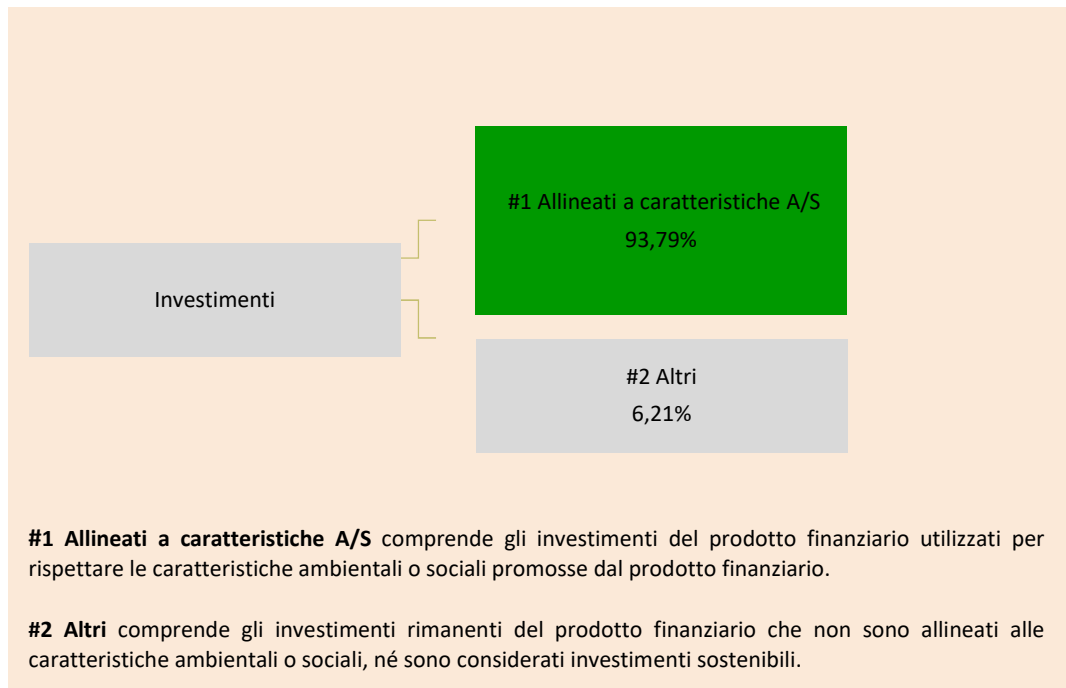 #1 Allineati a caratteristiche A/S
93,79%
Investimenti
#2 Altri
6,21%
#1 Allineati a caratteristiche A/S comprende gli investimenti del prodotto finanziario utilizzati per
rispettare le caratteristiche ambientali o sociali promosse dal prodotto finanziario.
#2 Altri comprende gli investimenti rimanenti del prodotto finanziario che non sono allineati alle
caratteristiche ambientali o sociali, né sono considerati investimenti sostenibili.